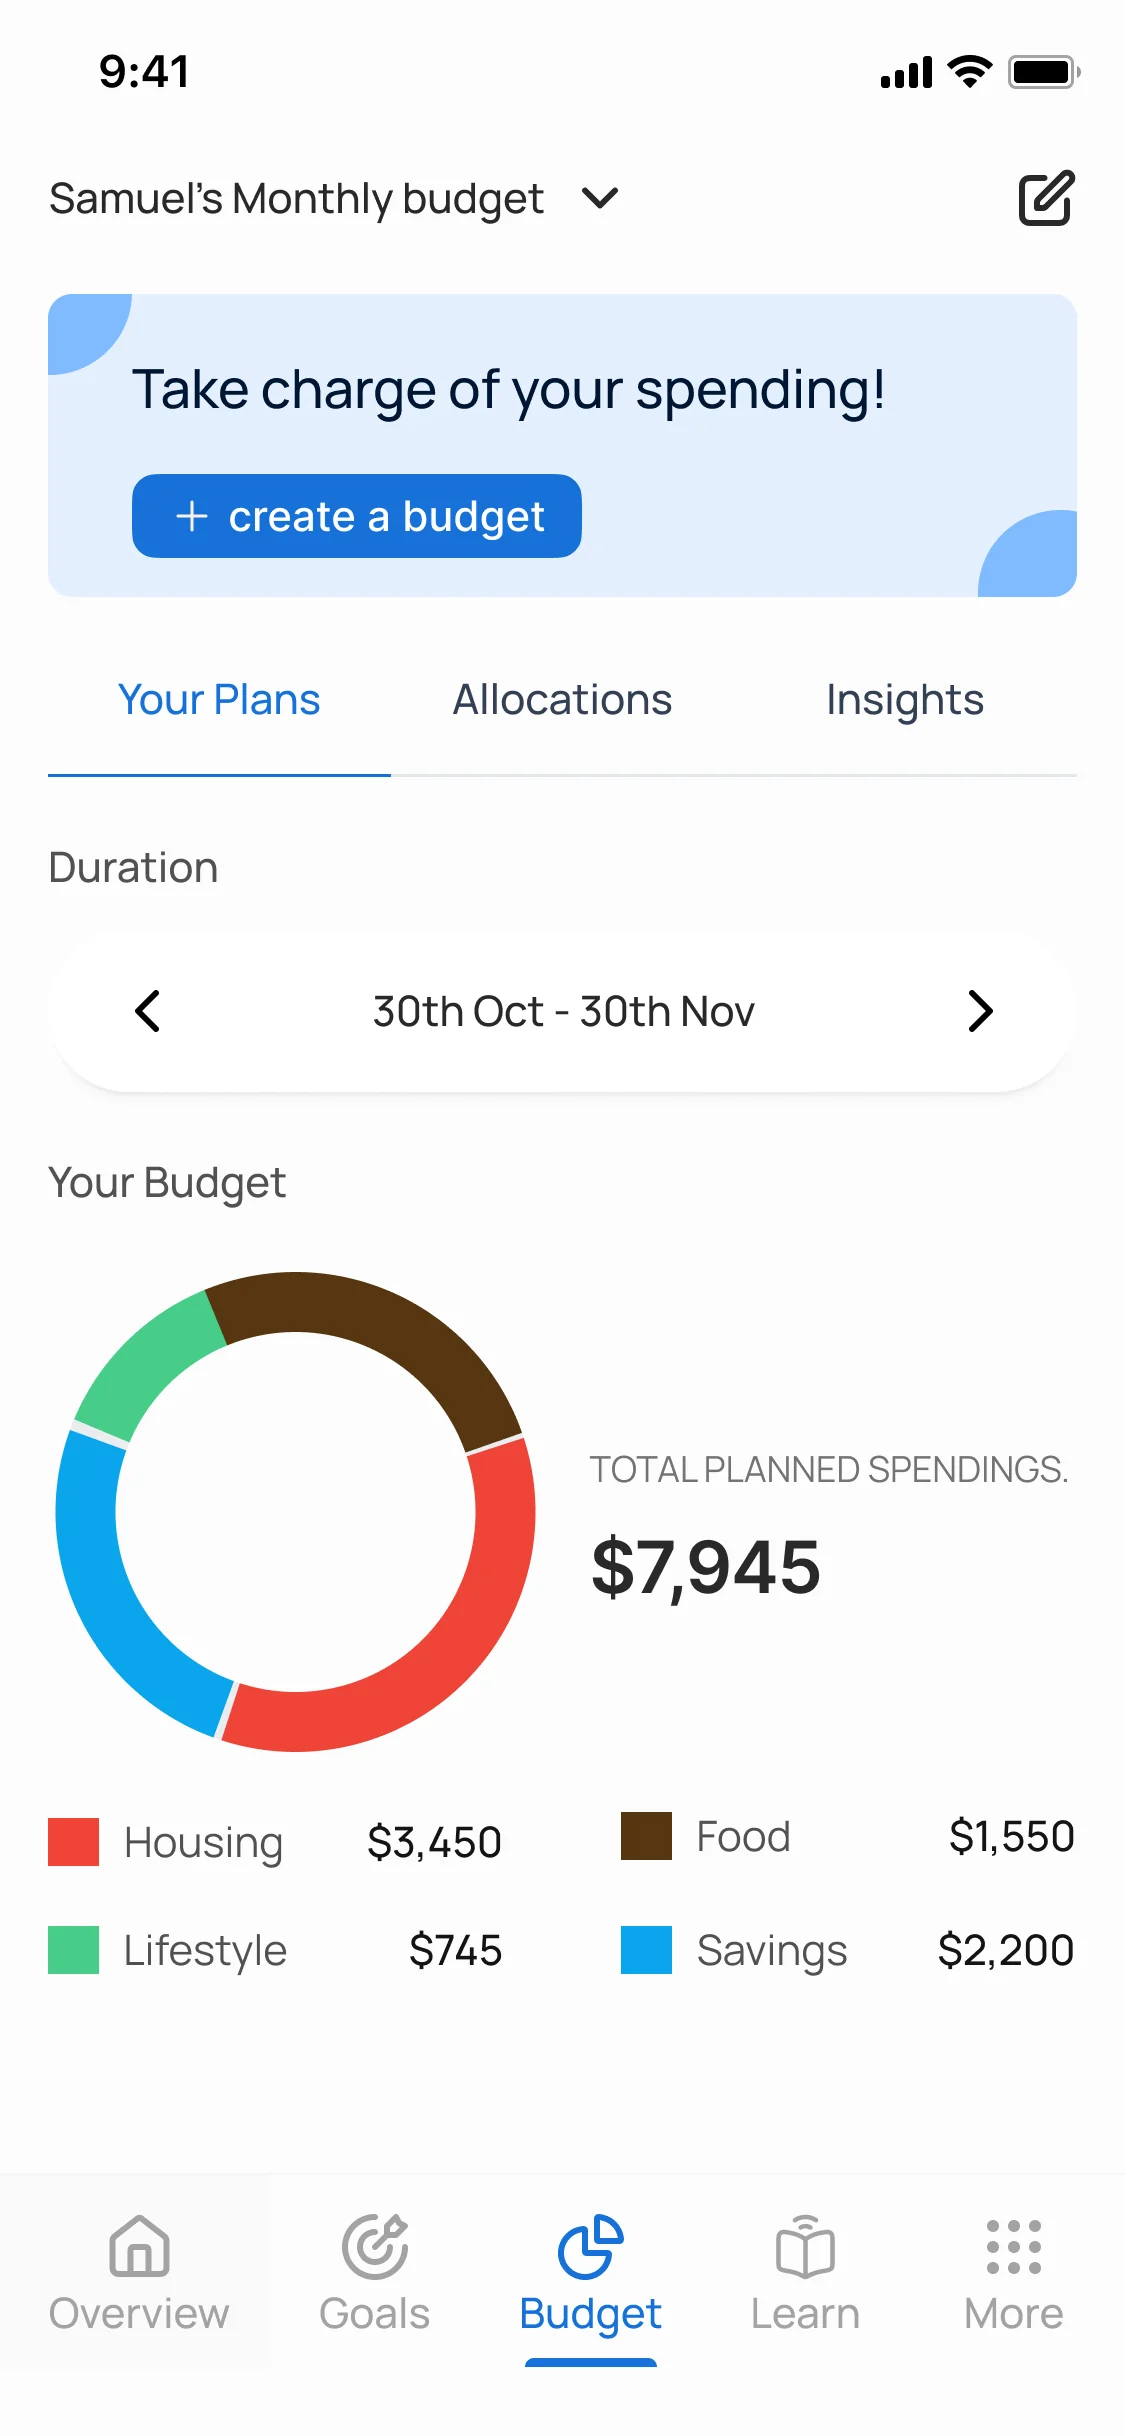 9:41
Samuel’s Monthly budget
Take charge of your spending!
+ create a budget
Your Plans Allocations Insights
Duration
30th Oct - 30th Nov
Your Budget
TOTAL PLANNED SPENDINGS.
$7,945
Housing $3,450 Food $1,550
Lifestyle $745 Savings $2,200
Overview Goals Budget Learn More